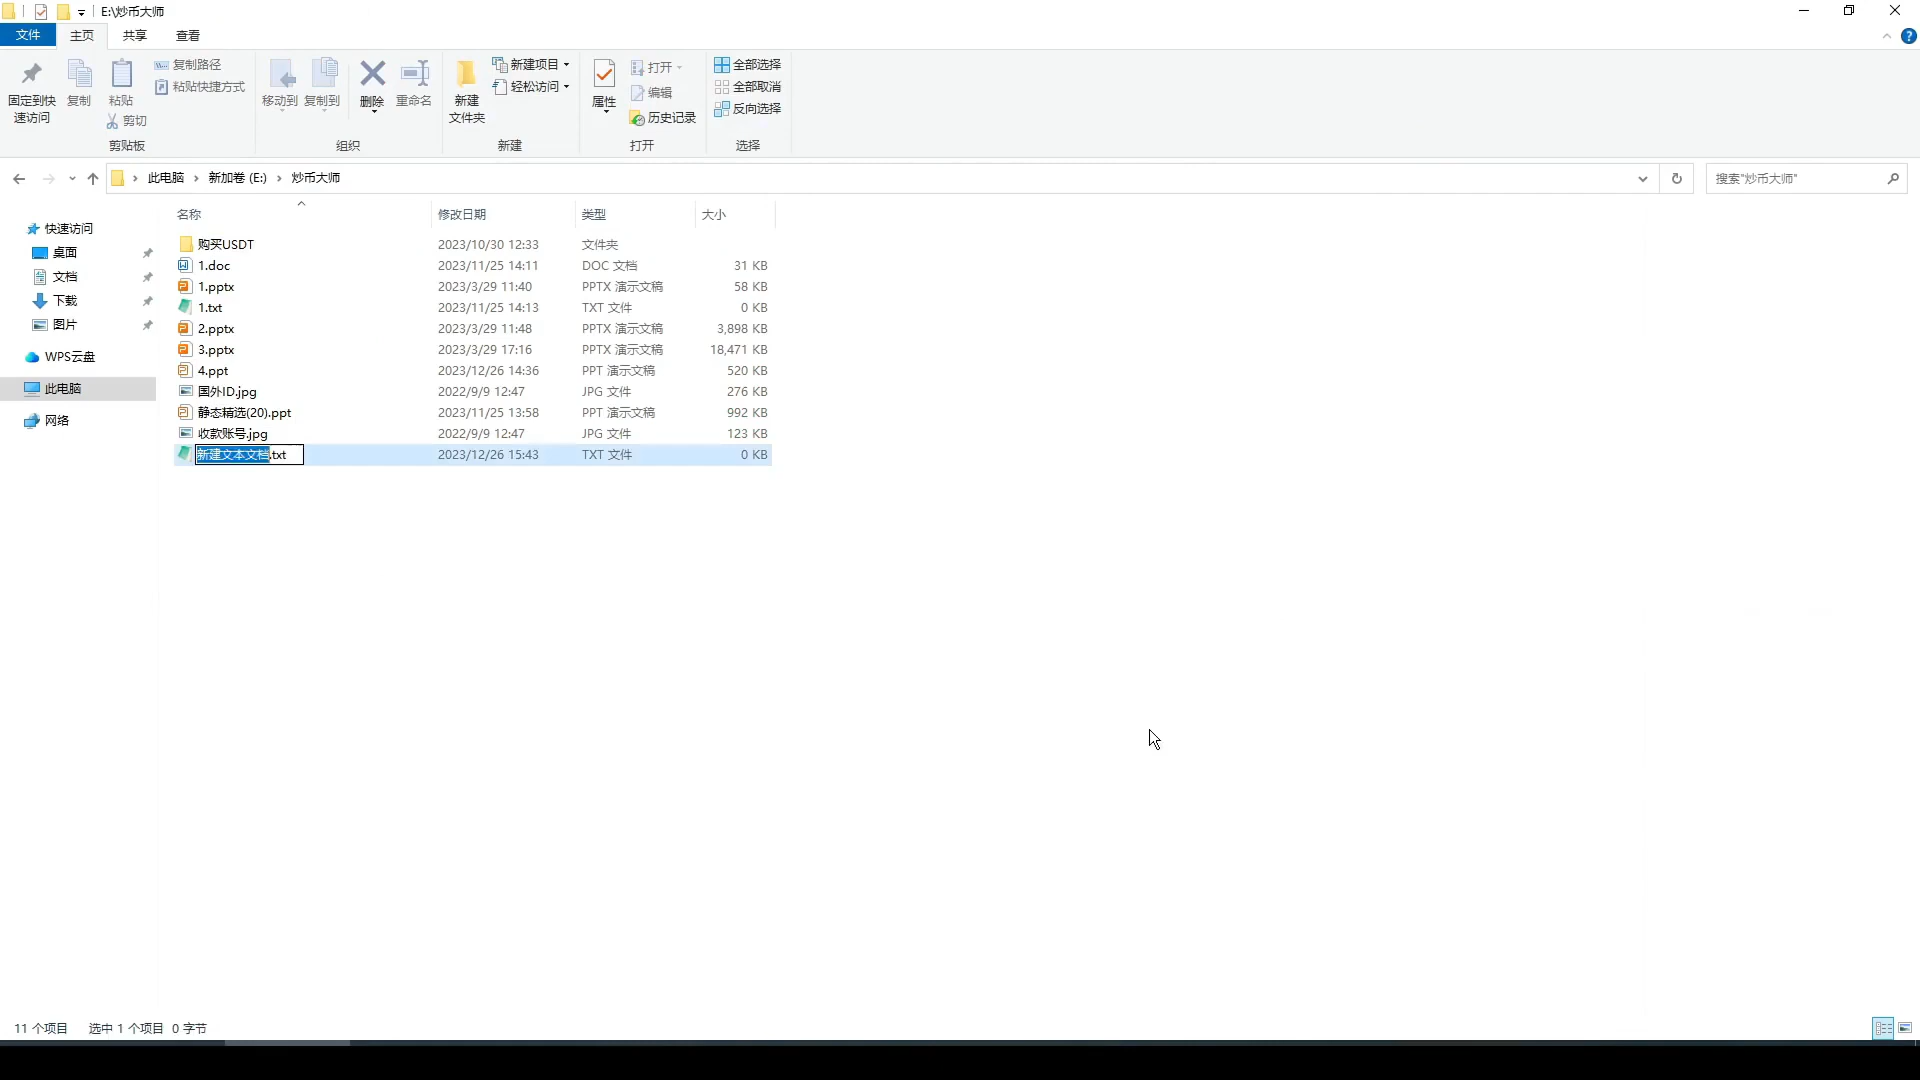 E:\炒币大师
文件 主页 共享 查看
固定到快速访问 复制 粘贴 复制路径 粘贴快捷方式 剪切
移动到 复制到 删除 重命名
新建文件夹 新建项目 轻松访问
属性 打开 编辑 历史记录
全部选择 全部取消 反向选择
剪贴板 组织 新建 打开 选择
此电脑 新加卷 (E:) 炒币大师 搜索"炒币大师"
快速访问
桌面
文档
下载
图片
WPS云盘
此电脑
网络
名称 修改日期 类型 大小
购买USDT 2023/10/30 12:33 文件夹
1.doc 2023/11/25 14:11 DOC 文档 31 KB
1.pptx 2023/3/29 11:40 PPTX 演示文稿 58 KB
1.txt 2023/11/25 14:13 TXT 文件 0 KB
2.pptx 2023/3/29 11:48 PPTX 演示文稿 3,898 KB
3.pptx 2023/3/29 17:16 PPTX 演示文稿 18,471 KB
4.ppt 2023/12/26 14:36 PPT 演示文稿 520 KB
国外ID.jpg 2022/9/9 12:47 JPG 文件 276 KB
静态精选(20).ppt 2023/11/25 13:58 PPT 演示文稿 992 KB
收款账号.jpg 2022/9/9 12:47 JPG 文件 123 KB
新建文本文档.txt 2023/12/26 15:43 TXT 文件 0 KB
11 个项目 选中 1 个项目 0 字节